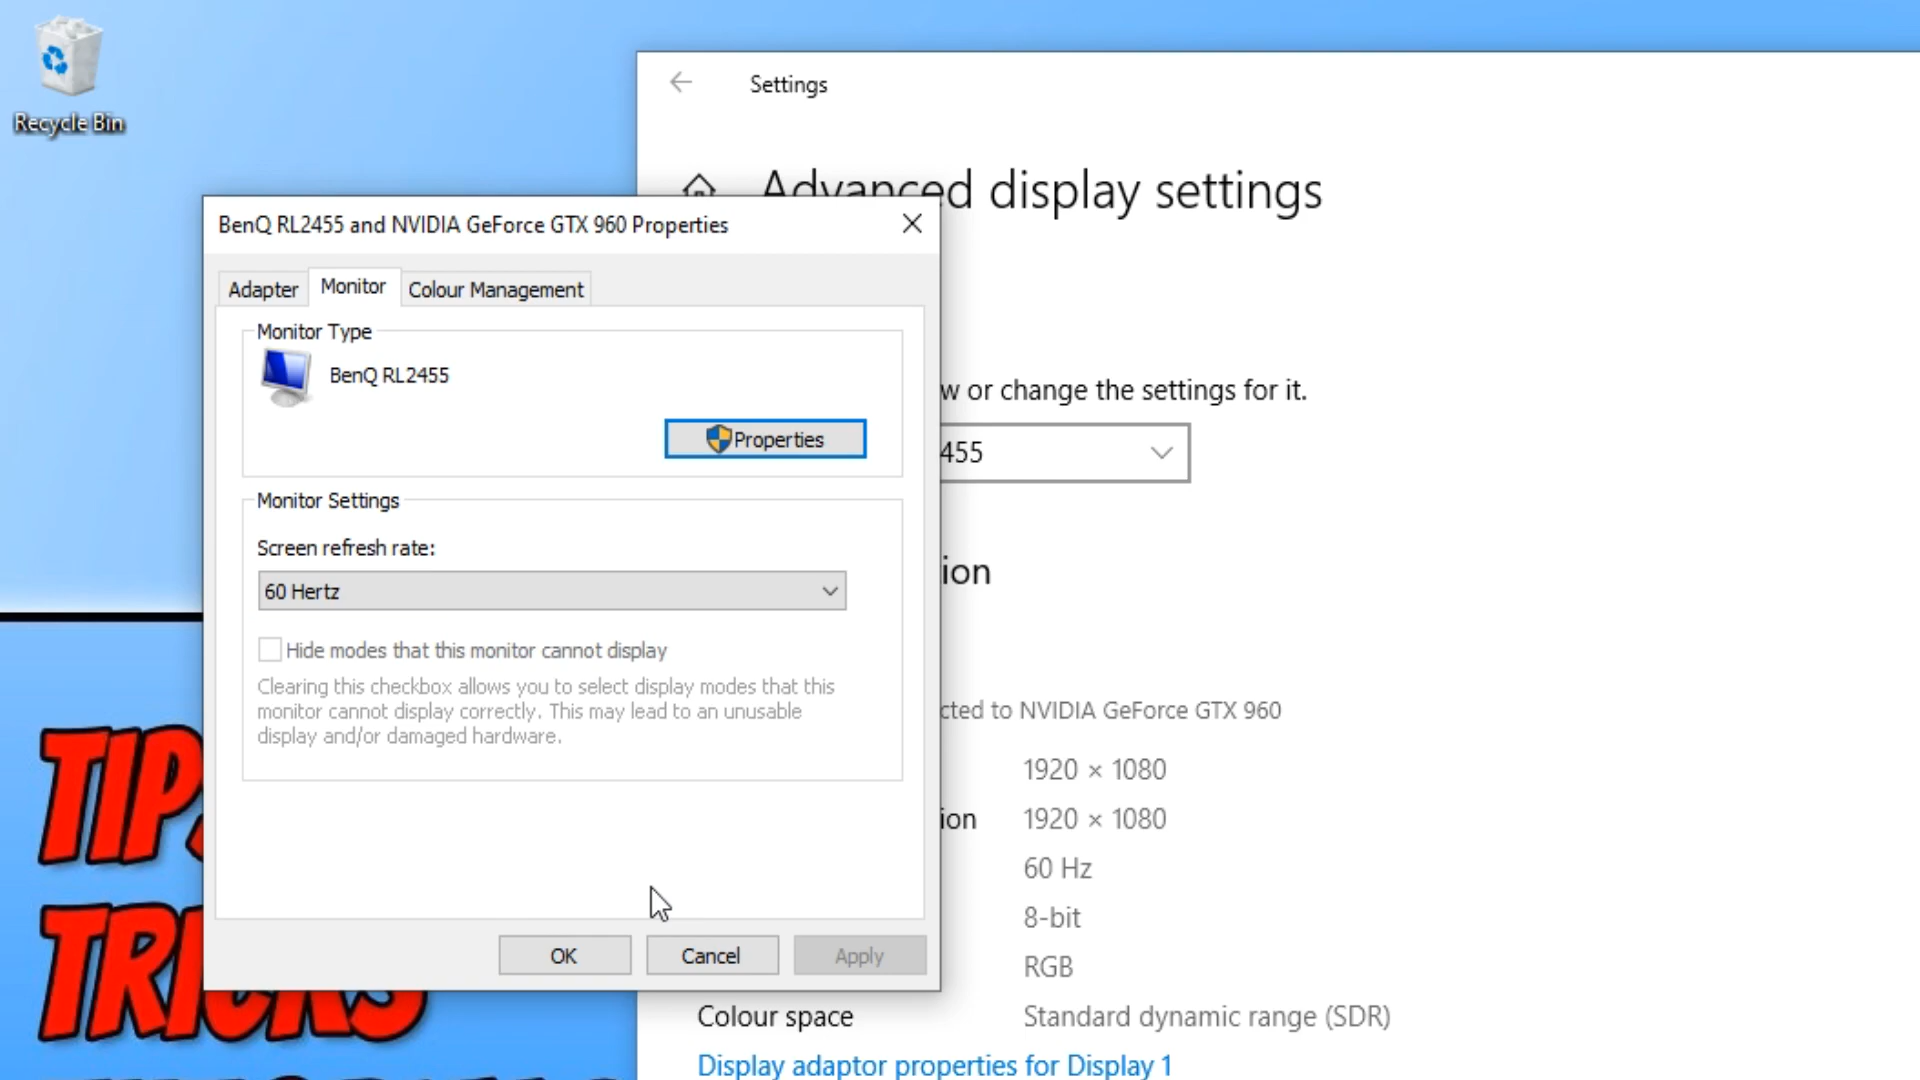 Recycle Bin
Settings
Advanced display settings
BenQ RL2455 and NVIDIA GeForce GTX 960 Properties
Adapter
Monitor
Colour Management
Monitor Type
BenQ RL2455
Properties
Monitor Settings
Screen refresh rate:
60 Hertz
Hide modes that this monitor cannot display
Clearing this checkbox allows you to select display modes that this
monitor cannot display correctly. This may lead to an unusable
display and/or damaged hardware.
OK
Cancel
Apply
w or change the settings for it.
455
ion
cted to NVIDIA GeForce GTX 960
1920 × 1080
ion 1920 × 1080
60 Hz
8-bit
RGB
Colour space Standard dynamic range (SDR)
Display adaptor properties for Display 1
TIPS
TRICKS